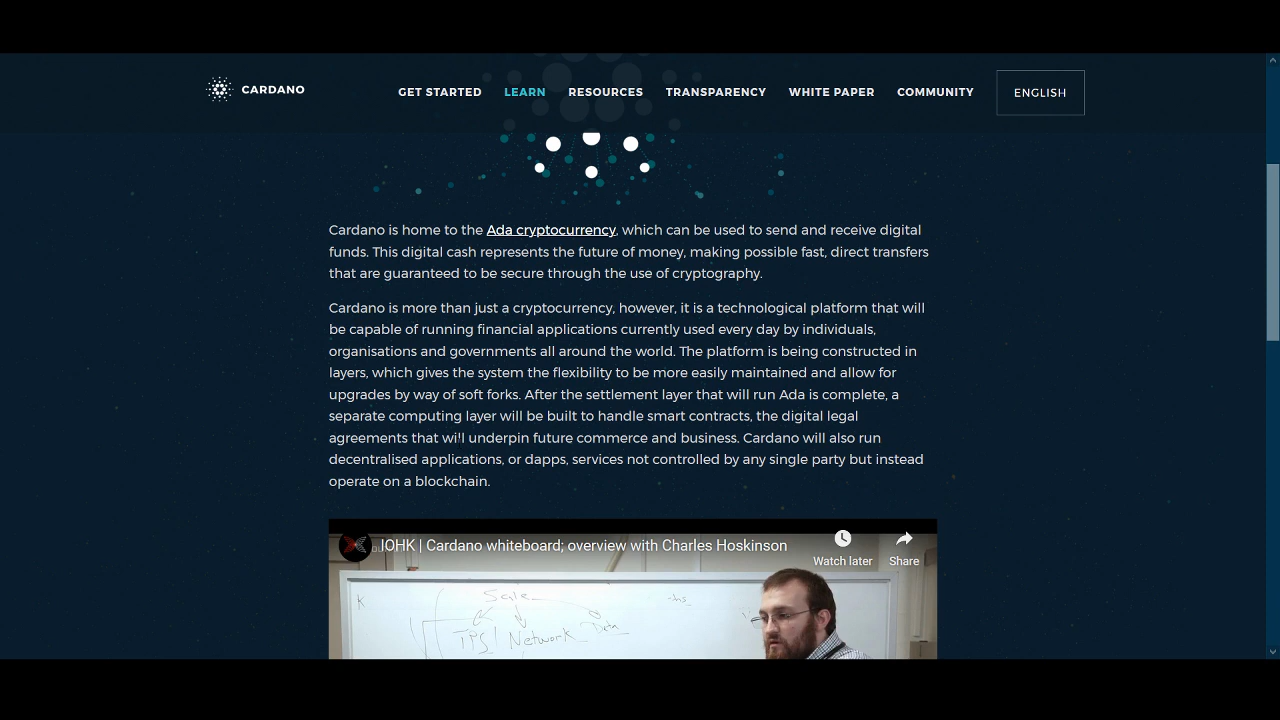 CARDANO
GET STARTED
LEARN
RESOURCES
TRANSPARENCY
WHITE PAPER
COMMUNITY
ENGLISH
Cardano is home to the Ada cryptocurrency, which can be used to send and receive digital
funds. This digital cash represents the future of money, making possible fast, direct transfers
that are guaranteed to be secure through the use of cryptography.
Cardano is more than just a cryptocurrency, however, it is a technological platform that will
be capable of running financial applications currently used every day by individuals,
organisations and governments all around the world. The platform is being constructed in
layers, which gives the system the flexibility to be more easily maintained and allow for
upgrades by way of soft forks. After the settlement layer that will run Ada is complete, a
separate computing layer will be built to handle smart contracts, the digital legal
agreements that will underpin future commerce and business. Cardano will also run
decentralised applications, or dapps, services not controlled by any single party but instead
operate on a blockchain.
IOHK | Cardano whiteboard; overview with Charles Hoskinson
Watch later
Share
Scale
TPS Network Data